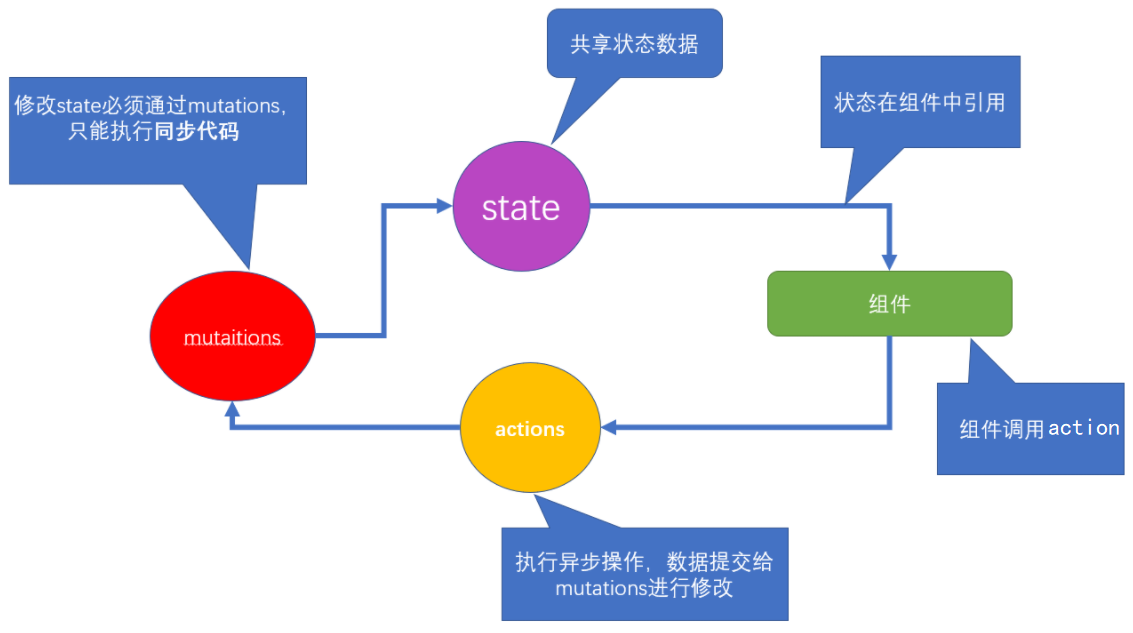 共享状态数据
修改state必须通过mutations,
只能执行同步代码
状态在组件中引用
state
组件
mutaitions
actions
组件调用action
执行异步操作，数据提交给
mutations进行修改